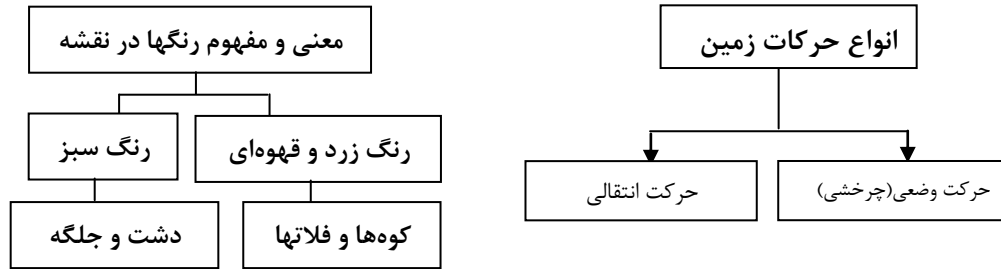 انواع حرکات زمین
حرکت وضعی(چرخشی)
حرکت انتقالی
معنی و مفهوم رنگها در نقشه
رنگ زرد و قهوه‌ای
رنگ سبز
کوه‌ها و فلاتها
دشت و جلگه